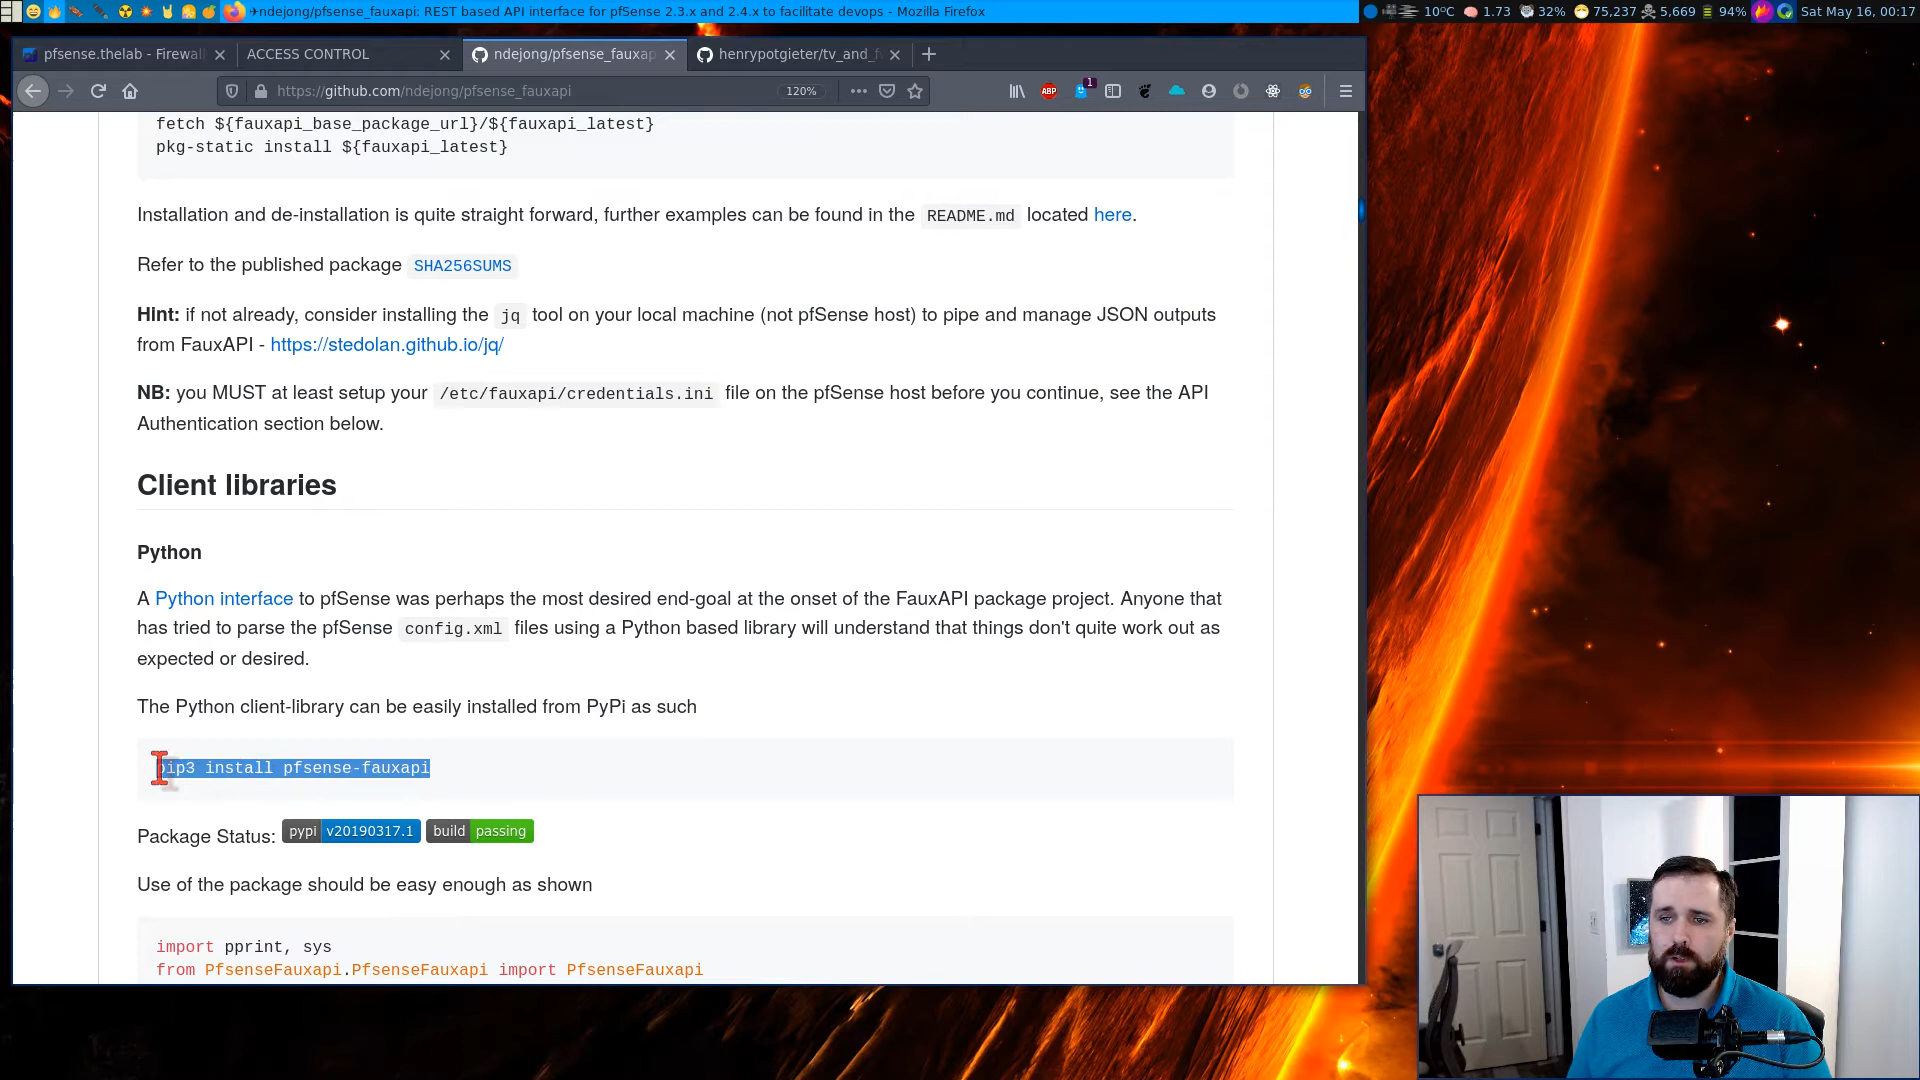 ndejong/pfsense_fauxapi: REST based API interface for pfSense 2.3.x and 2.4.x to facilitate devops - Mozilla Firefox
10°C 1.73 32% 75,237 5,669 94% Sat May 16, 00:17
pfsense.thelab - Firewall
ACCESS CONTROL
ndejong/pfsense_fauxap
henrypotgieter/tv_and_f
https://github.com/ndejong/pfsense_fauxapi
120%
ABP
1
fetch ${fauxapi_base_package_url}/${fauxapi_latest}
pkg-static install ${fauxapi_latest}
Installation and de-installation is quite straight forward, further examples can be found in the README.md located here.
Refer to the published package SHA256SUMS
Hint: if not already, consider installing the jq tool on your local machine (not pfSense host) to pipe and manage JSON outputs
from FauxAPI - https://stedolan.github.io/jq/
NB: you MUST at least setup your /etc/fauxapi/credentials.ini file on the pfSense host before you continue, see the API
Authentication section below.
Client libraries
Python
A Python interface to pfSense was perhaps the most desired end-goal at the onset of the FauxAPI package project. Anyone that
has tried to parse the pfSense config.xml files using a Python based library will understand that things don't quite work out as
expected or desired.
The Python client-library can be easily installed from PyPi as such
pip3 install pfsense-fauxapi
Package Status: pypi v20190317.1 build passing
Use of the package should be easy enough as shown
import pprint, sys
from PfsenseFauxapi.PfsenseFauxapi import PfsenseFauxapi